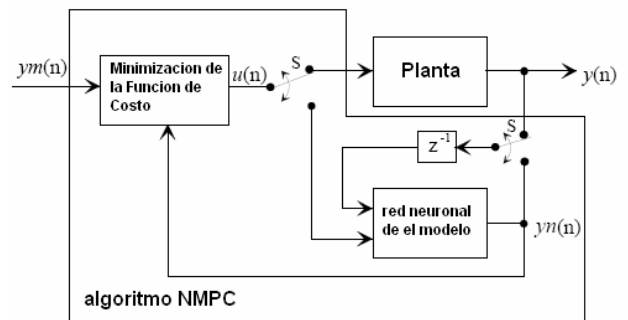 ym(n)
Minimizacion de
la Funcion de
Costo
u(n)
S
Planta
y(n)
S
z-1
red neuronal
de el modelo
yn(n)
algoritmo NMPC